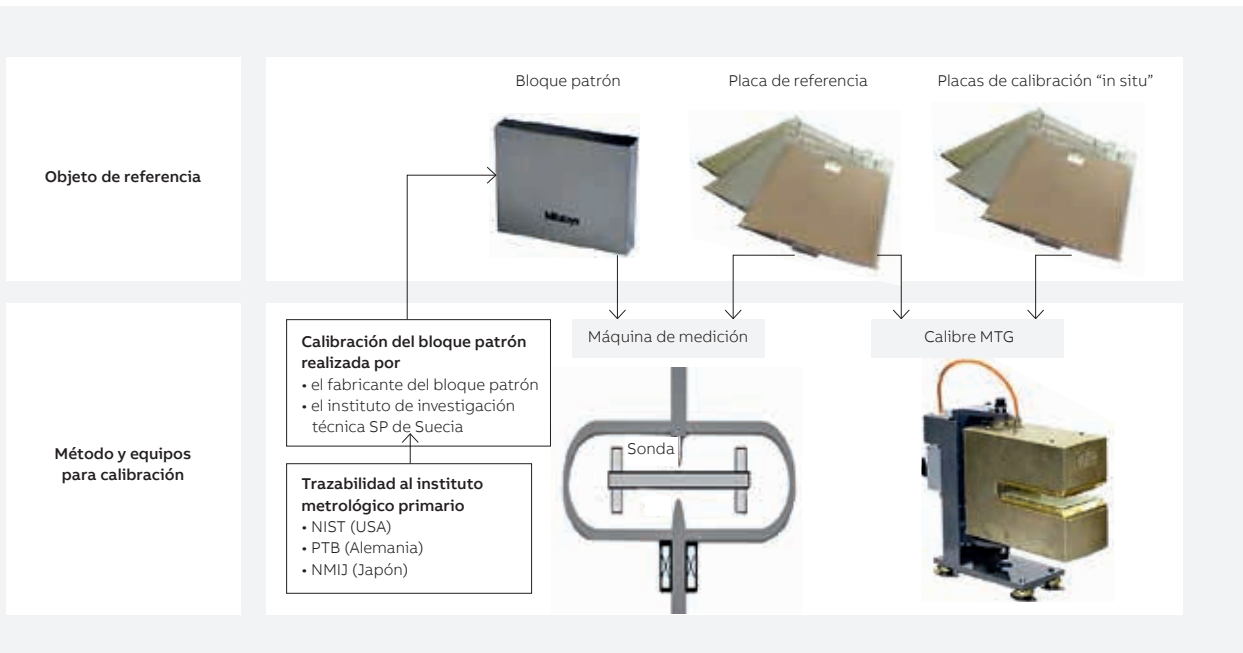 Bloque patrón
Placa de referencia
Placas de calibración “in situ”
Objeto de referencia
Mitutoyo
Calibración del bloque patrón
realizada por
• el fabricante del bloque patrón
• el instituto de investigación
técnica SP de Suecia
Máquina de medición
Calibre MTG
Sonda
Método y equipos
para calibración
Trazabilidad al instituto
metrológico primario
• NIST (USA)
• PTB (Alemania)
• NMIJ (Japón)